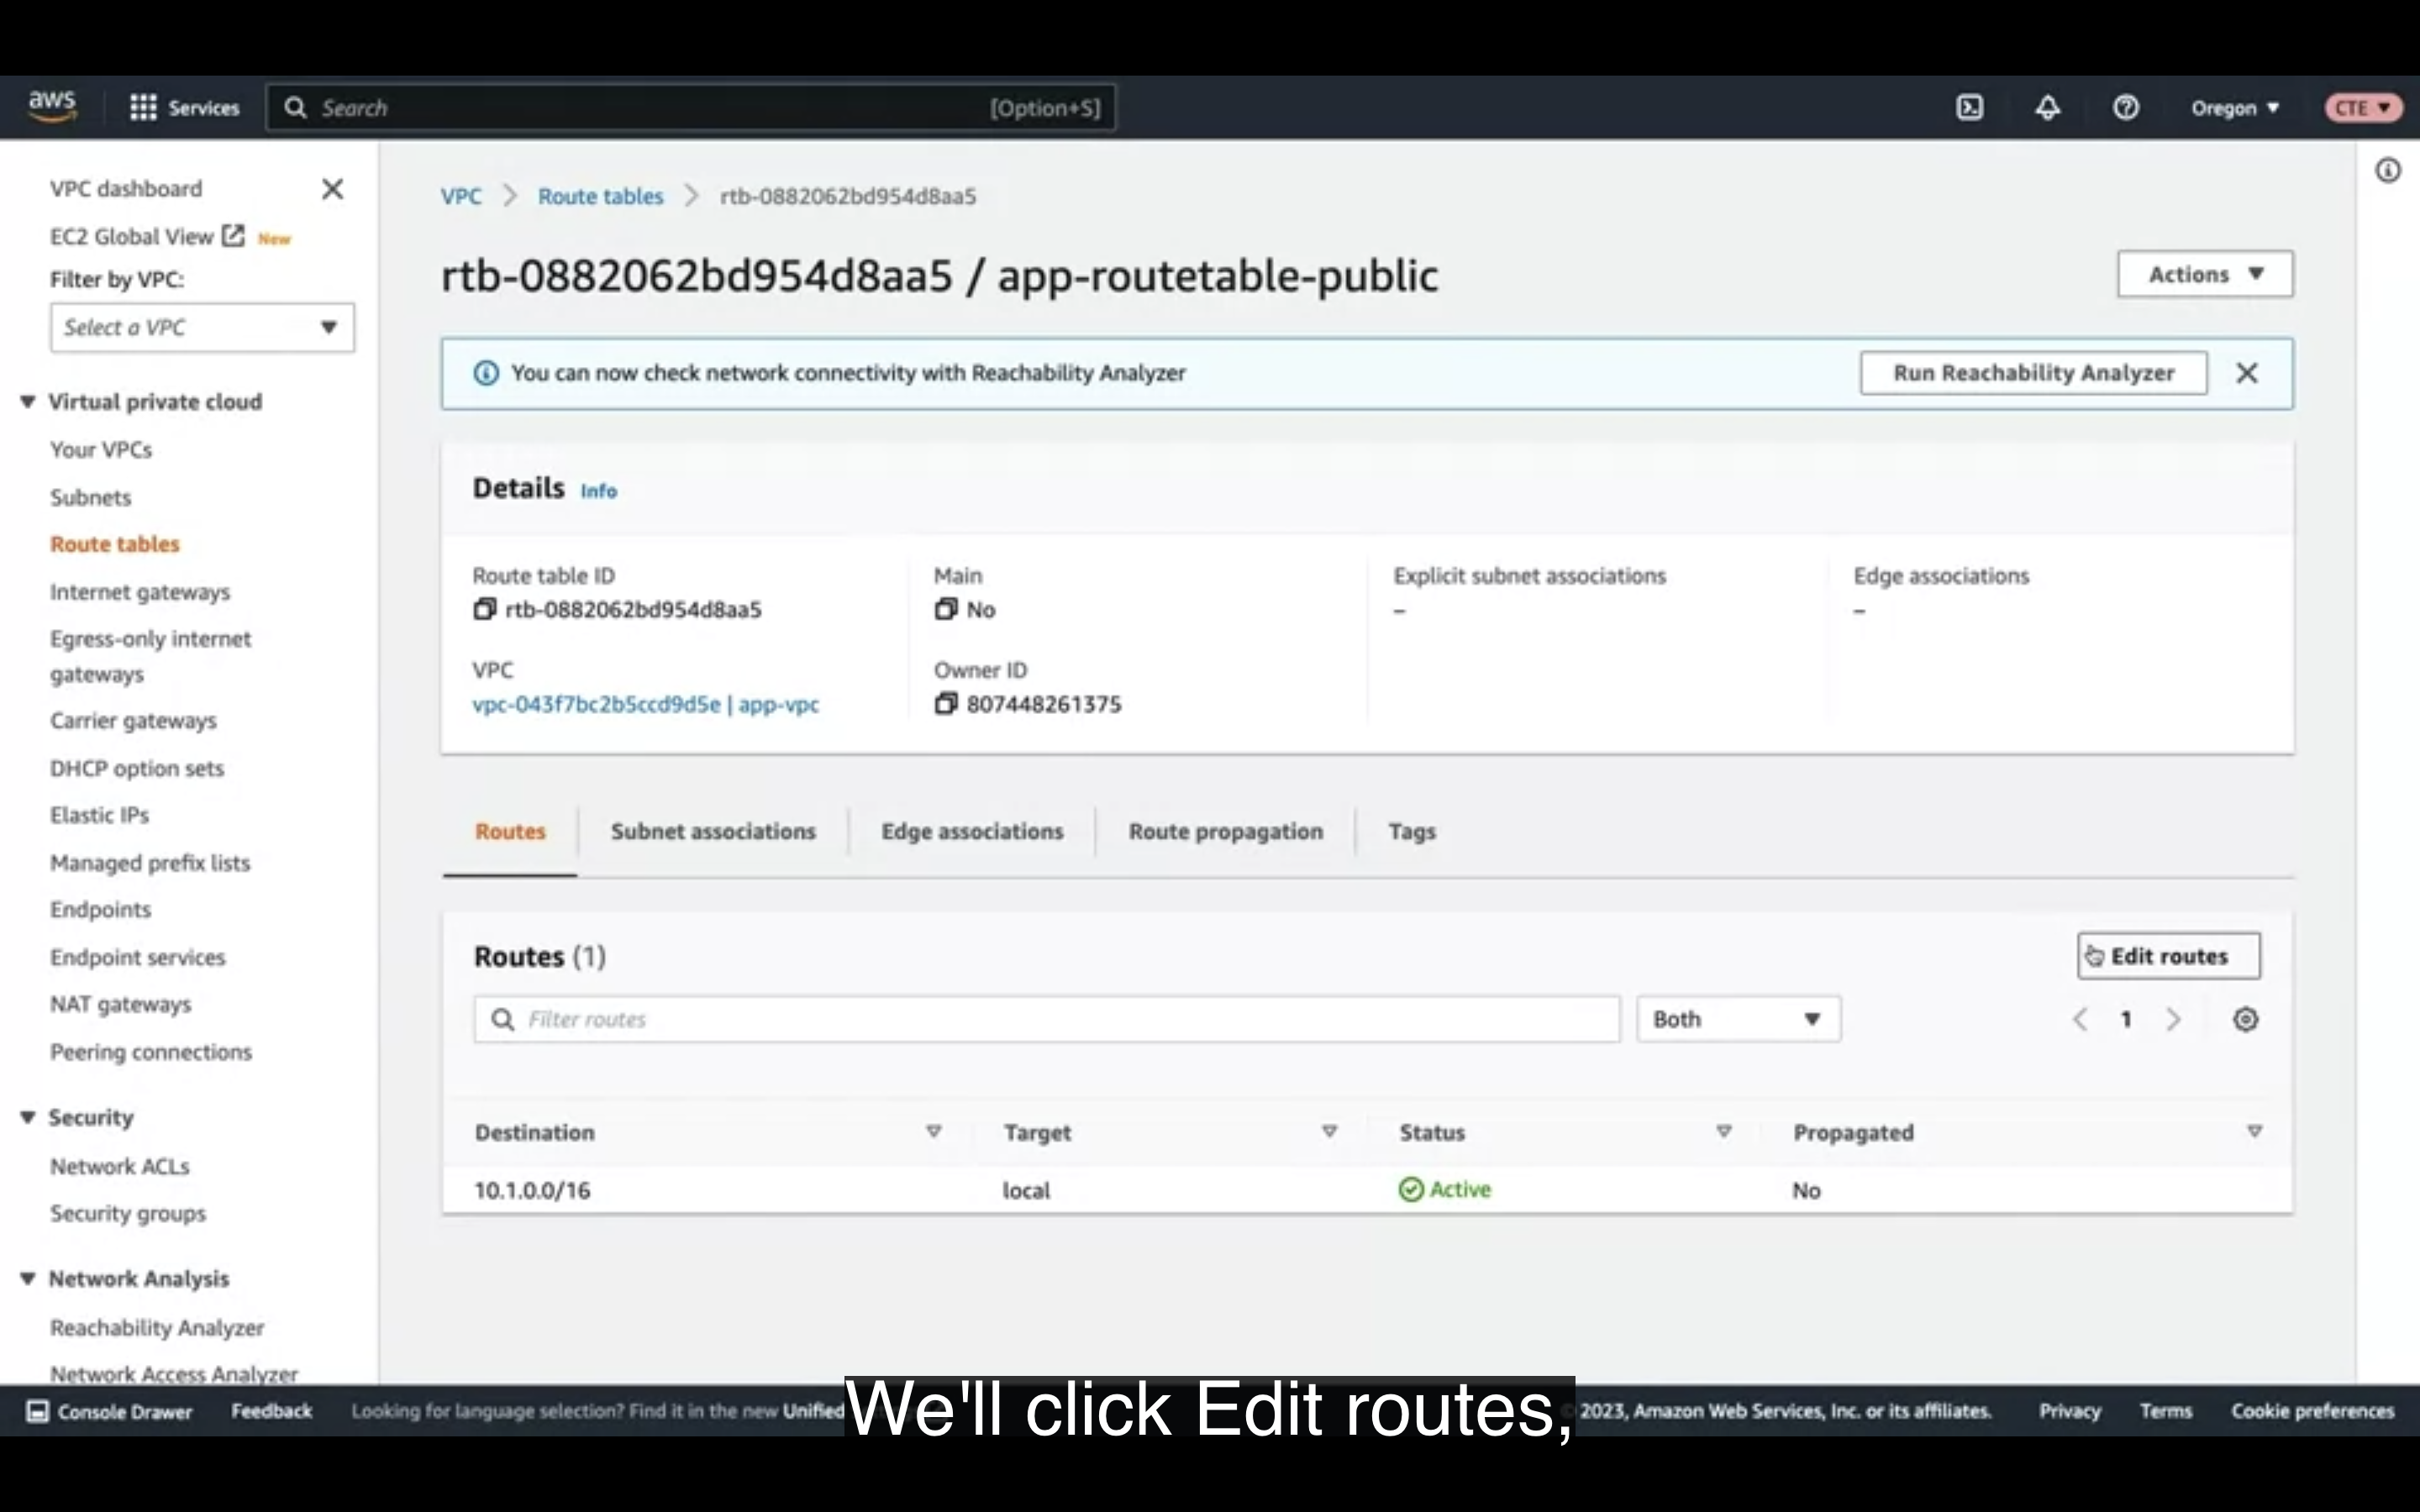 aws
Services
Search
[Option+S]
Oregon
CTE
VPC dashboard
EC2 Global View New
Filter by VPC:
Select a VPC
Virtual private cloud
Your VPCs
Subnets
Route tables
Internet gateways
Egress-only internet
gateways
Carrier gateways
DHCP option sets
Elastic IPs
Managed prefix lists
Endpoints
Endpoint services
NAT gateways
Peering connections
Security
Network ACLs
Security groups
Network Analysis
Reachability Analyzer
Network Access Analyzer
VPC > Route tables > rtb-0882062bd954d8aa5
rtb-0882062bd954d8aa5 / app-routetable-public
Actions
You can now check network connectivity with Reachability Analyzer
Run Reachability Analyzer
Details Info
Route table ID
rtb-0882062bd954d8aa5
Main
No
Explicit subnet associations
–
Edge associations
–
VPC
vpc-043f7bc2b5ccd9d5e | app-vpc
Owner ID
807448261375
Routes
Subnet associations
Edge associations
Route propagation
Tags
Routes (1)
Edit routes
Filter routes
Both
1
Destination
Target
Status
Propagated
10.1.0.0/16
local
Active
No
Console Drawer
Feedback
Looking for language selection? Find it in the new Unified
We'll click Edit routes,
2023, Amazon Web Services, Inc. or its affiliates.
Privacy
Terms
Cookie preferences